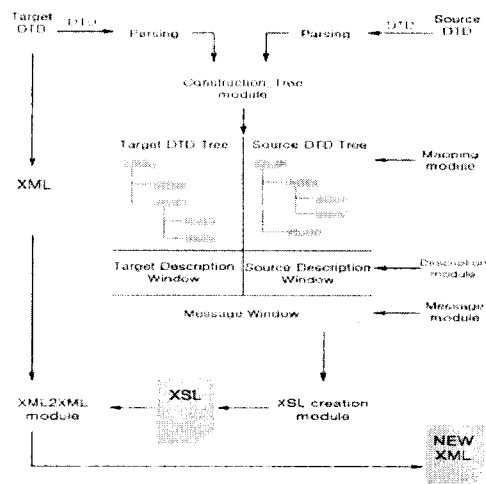 Target
DTD
DTD
Parsing
Parsing
DTD
Source
DTD
Construction_Tree
module
Target DTD Tree
Source DTD Tree
Mapping
module
XML
Target Description
Window
Source Description
Window
Description
module
Message Window
Message
module
XML2XML
module
XSL
XSL creation
module
NEW
XML